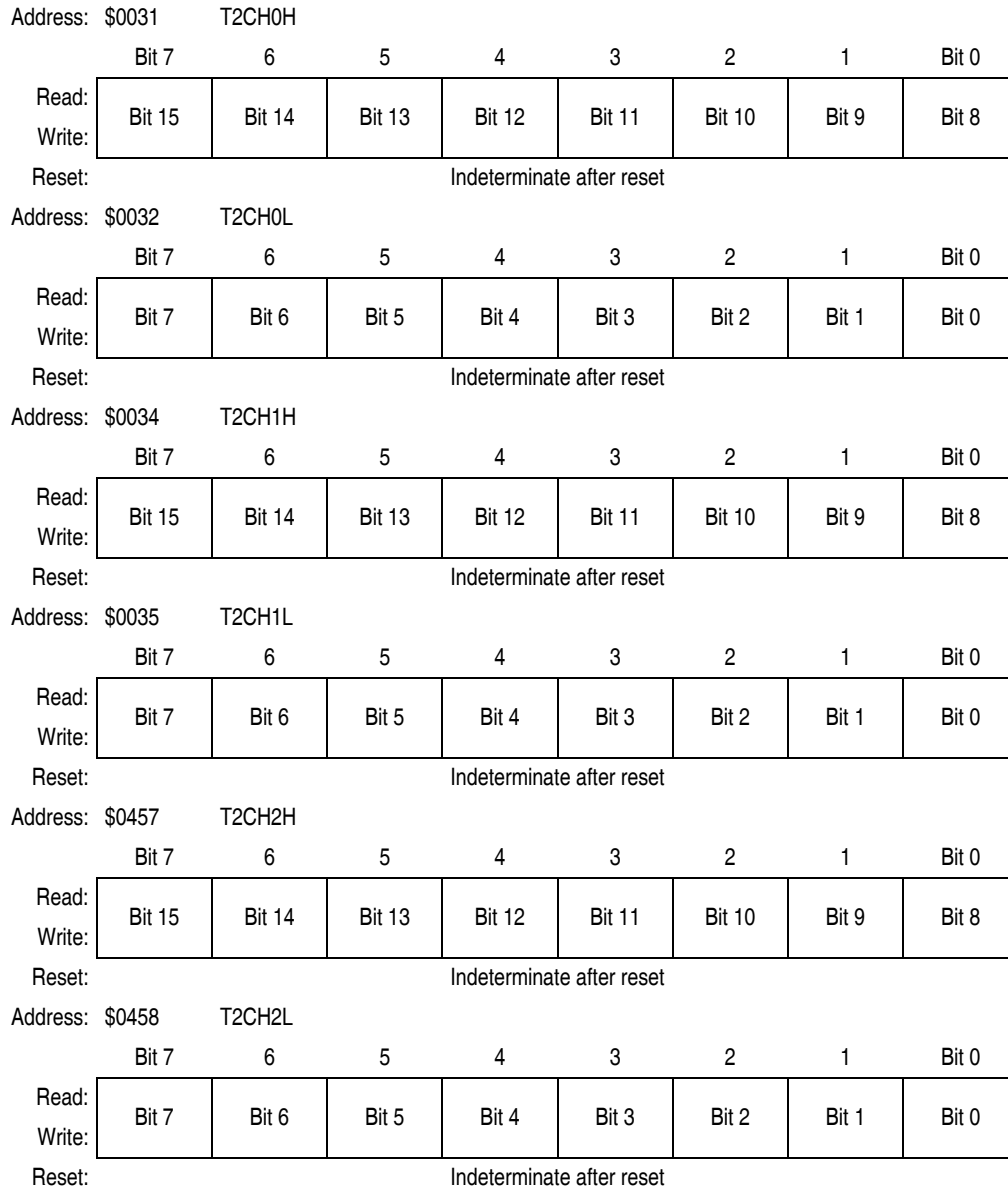 Address: $0031 T2CH0H
Bit 7 6 5 4 3 2 1 Bit 0
Read:
Bit 15 Bit 14 Bit 13 Bit 12 Bit 11 Bit 10 Bit 9 Bit 8
Write:
Reset: Indeterminate after reset
Address: $0032 T2CH0L
Bit 7 6 5 4 3 2 1 Bit 0
Read:
Bit 7 Bit 6 Bit 5 Bit 4 Bit 3 Bit 2 Bit 1 Bit 0
Write:
Reset: Indeterminate after reset
Address: $0034 T2CH1H
Bit 7 6 5 4 3 2 1 Bit 0
Read:
Bit 15 Bit 14 Bit 13 Bit 12 Bit 11 Bit 10 Bit 9 Bit 8
Write:
Reset: Indeterminate after reset
Address: $0035 T2CH1L
Bit 7 6 5 4 3 2 1 Bit 0
Read:
Bit 7 Bit 6 Bit 5 Bit 4 Bit 3 Bit 2 Bit 1 Bit 0
Write:
Reset: Indeterminate after reset
Address: $0457 T2CH2H
Bit 7 6 5 4 3 2 1 Bit 0
Read:
Bit 15 Bit 14 Bit 13 Bit 12 Bit 11 Bit 10 Bit 9 Bit 8
Write:
Reset: Indeterminate after reset
Address: $0458 T2CH2L
Bit 7 6 5 4 3 2 1 Bit 0
Read:
Bit 7 Bit 6 Bit 5 Bit 4 Bit 3 Bit 2 Bit 1 Bit 0
Write:
Reset: Indeterminate after reset